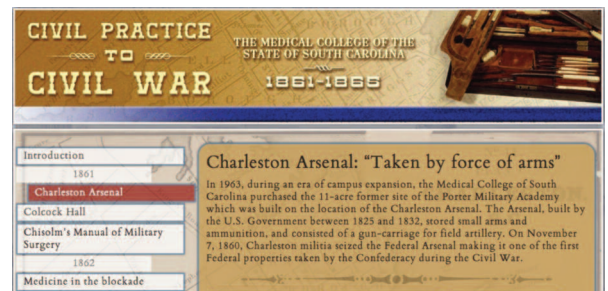 CIVIL PRACTICE
TO
CIVIL WAR
THE MEDICAL COLLEGE OF THE
STATE OF SOUTH CAROLINA
1861-1865
Introduction
1861
Charleston Arsenal
Colcock Hall
Chisolm's Manual of Military
Surgery
1862
Medicine in the blockade
Charleston Arsenal: "Taken by force of arms"
In 1963, during an era of campus expansion, the Medical College of South
Carolina purchased the 11-acre former site of the Porter Military Academy
which was built on the location of the Charleston Arsenal. The Arsenal, built by
the U.S. Government between 1825 and 1832, stored small arms and
ammunition, and consisted of a gun-carriage for field artillery. On November
7, 1860, Charleston militia seized the Federal Arsenal making it one of the first
Federal properties taken by the Confederacy during the Civil War.